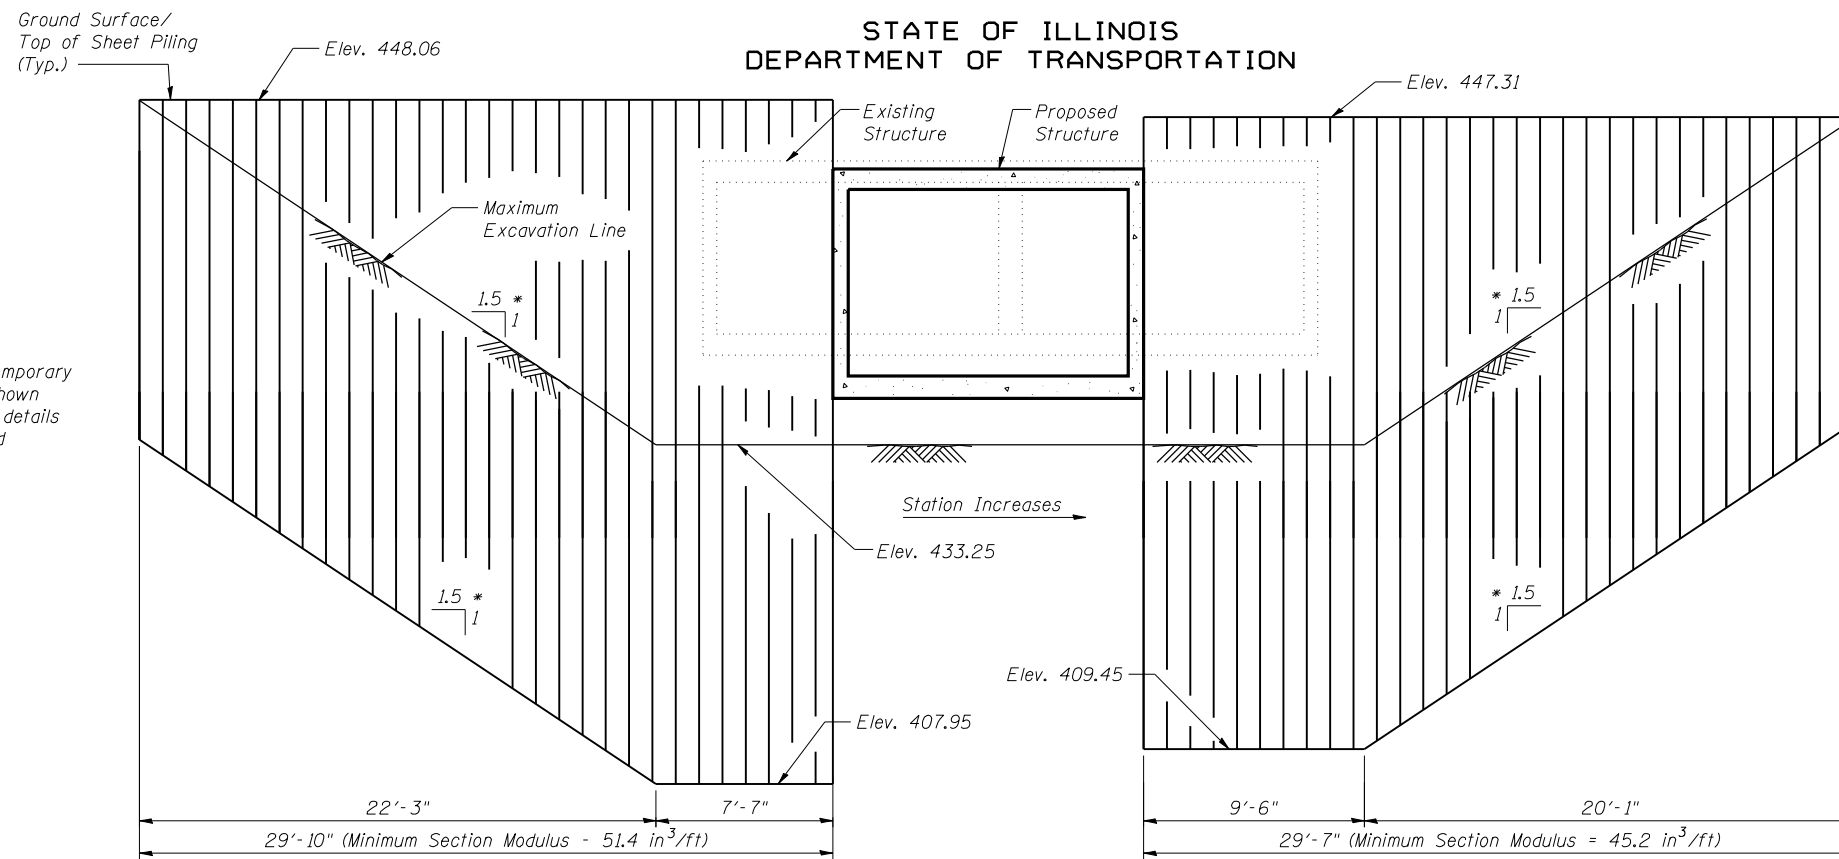 STATE OF ILLINOIS
DEPARTMENT OF TRANSPORTATION
Ground Surface/
Top of Sheet Piling
(Typ.)
Elev. 448.06
Elev. 447.31
Existing
Structure
Proposed
Structure
Maximum
Excavation Line
1.5 *
1
* 1.5
1
mporary
hown
details
d
Station Increases
Elev. 433.25
1.5 *
1
* 1.5
1
Elev. 409.45
Elev. 407.95
22'-3"
7'-7"
9'-6"
20'-1"
29'-10" (Minimum Section Modulus - 51.4 in³/ft)
29'-7" (Minimum Section Modulus = 45.2 in³/ft)